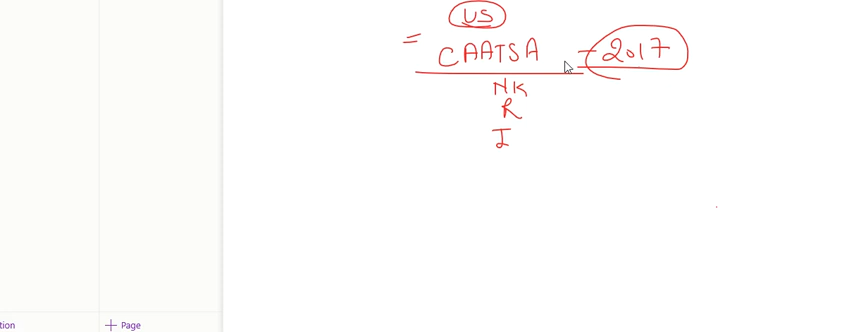 US
= CAATSA - 2017
NK
R
I
tion
+ Page